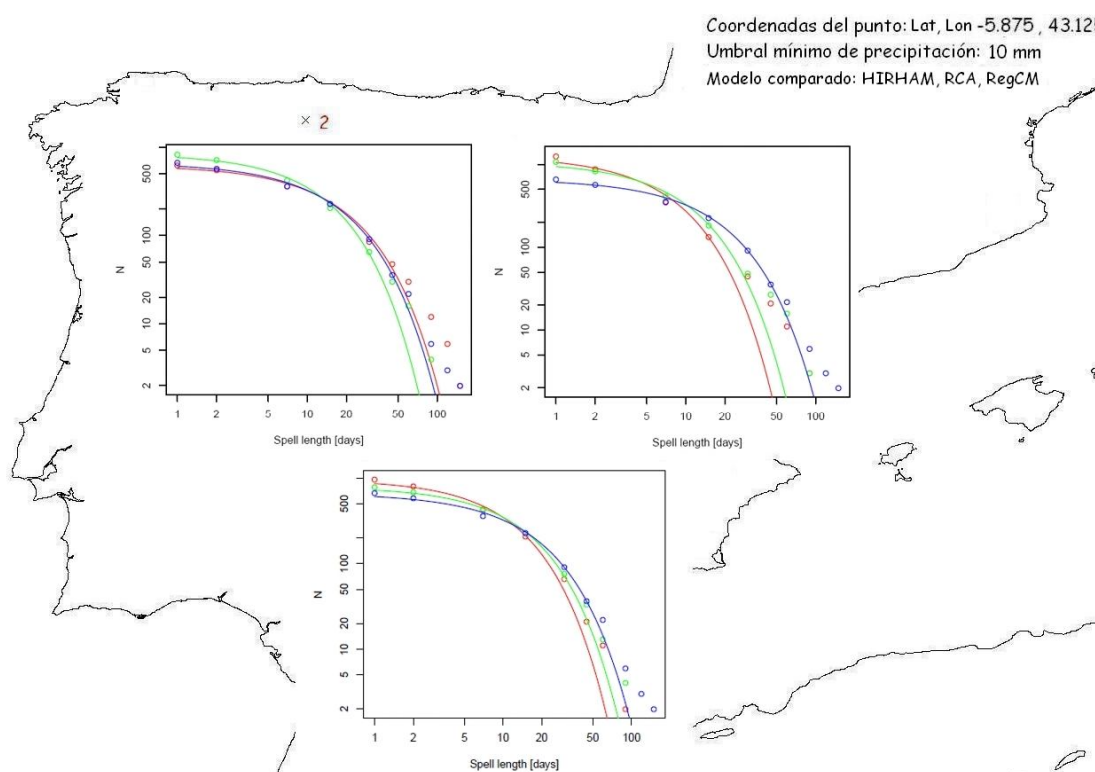 Coordenadas del punto: Lat, Lon -5.875 , 43.125
Umbral mínimo de precipitación: 10 mm
Modelo comparado: HIRHAM, RCA, RegCM
× 2
500
100
50
20
10
5
2
N
1 2 5 10 20 50 100
Spell length [days]
500
100
50
20
10
5
2
N
1 2 5 10 20 50 100
Spell length [days]
500
100
50
20
10
5
2
N
1 2 5 10 20 50 100
Spell length [days]